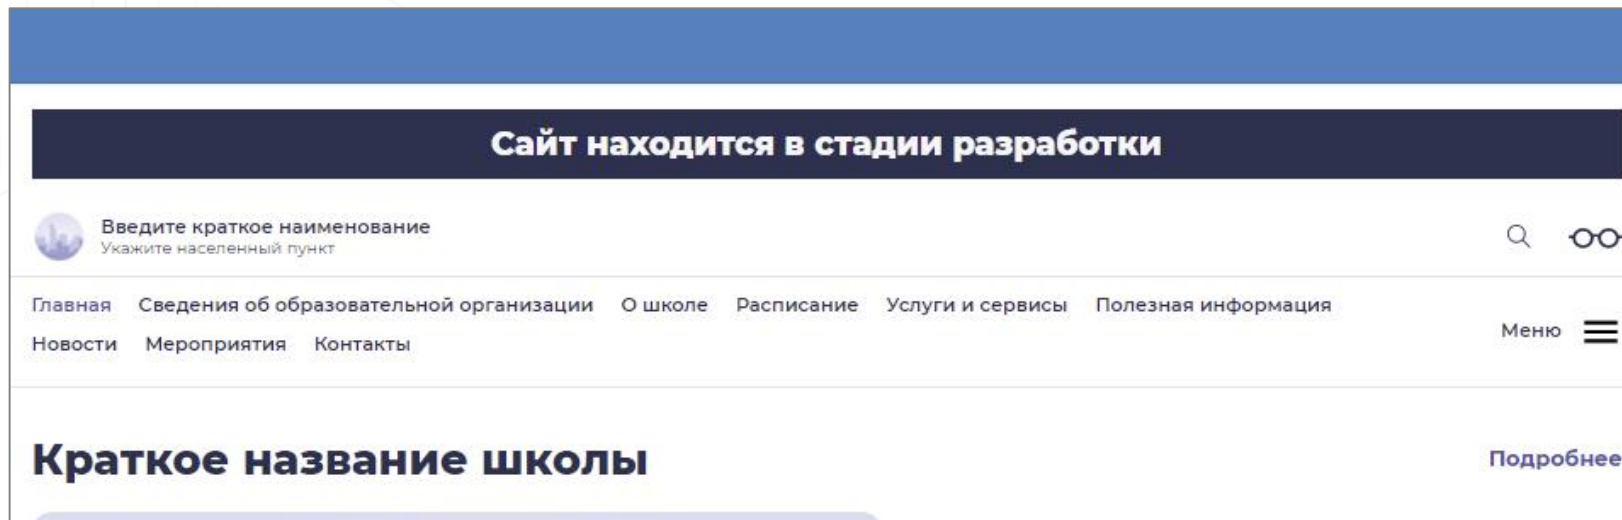 Сайт находится в стадии разработки
Введите краткое наименование
Укажите населенный пункт
Главная Сведения об образовательной организации О школе Расписание Услуги и сервисы Полезная информация
Новости Мероприятия Контакты
Меню
Краткое название школы
Подробнее